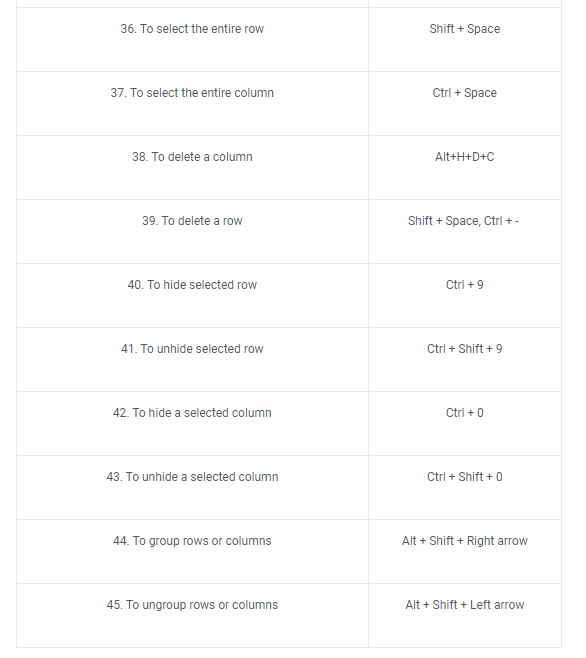 36. To select the entire row Shift + Space
37. To select the entire column Ctrl + Space
38. To delete a column Alt+H+D+C
39. To delete a row Shift + Space, Ctrl + -
40. To hide selected row Ctrl + 9
41. To unhide selected row Ctrl + Shift + 9
42. To hide a selected column Ctrl + 0
43. To unhide a selected column Ctrl + Shift + 0
44. To group rows or columns Alt + Shift + Right arrow
45. To ungroup rows or columns Alt + Shift + Left arrow